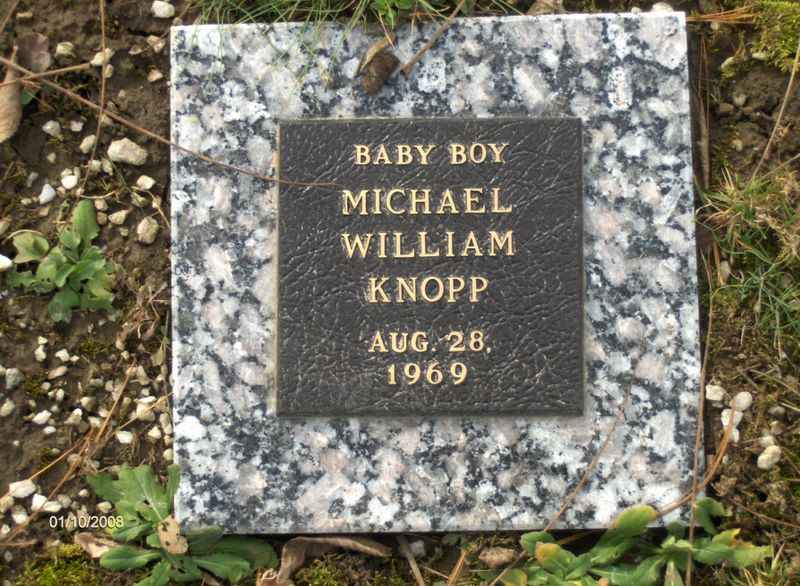 BABY BOY
MICHAEL
WILLIAM
KNOPP
AUG. 28,
1969
01/10/2008